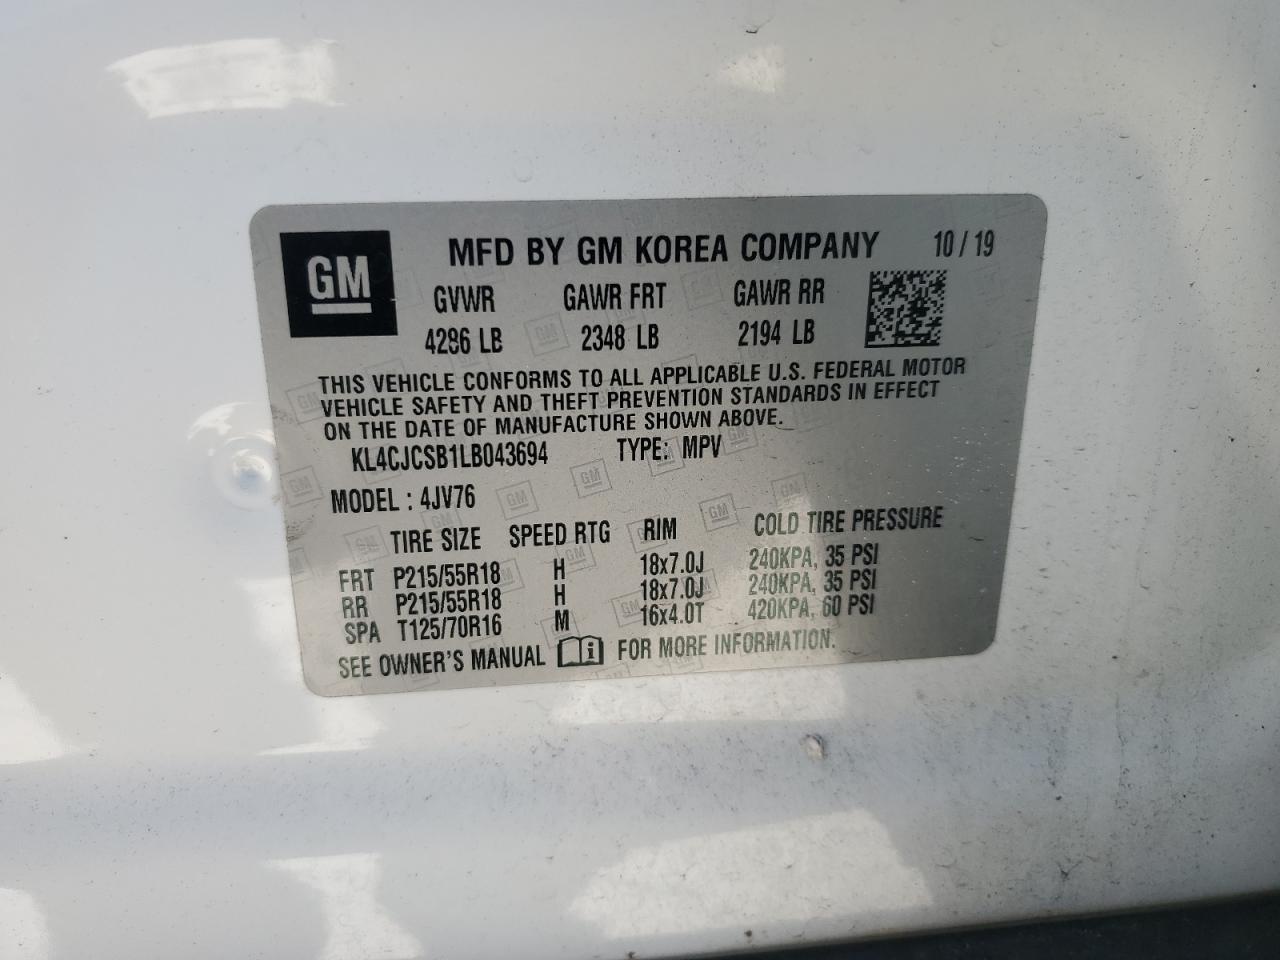 GM
MFD BY GM KOREA COMPANY 10 / 19
GVWR GAWR FRT GAWR RR
4286 LB 2348 LB 2194 LB
THIS VEHICLE CONFORMS TO ALL APPLICABLE U.S. FEDERAL MOTOR
VEHICLE SAFETY AND THEFT PREVENTION STANDARDS IN EFFECT
ON THE DATE OF MANUFACTURE SHOWN ABOVE.
KL4CJCSB1LB043694 TYPE: MPV
MODEL : 4JV76
TIRE SIZE SPEED RTG RIM COLD TIRE PRESSURE
FRT P215/55R18 H 18x7.0J 240KPA, 35 PSI
RR P215/55R18 H 18x7.0J 240KPA, 35 PSI
SPA T125/70R16 M 16x4.0T 420KPA, 60 PSI
SEE OWNER'S MANUAL i FOR MORE INFORMATION.